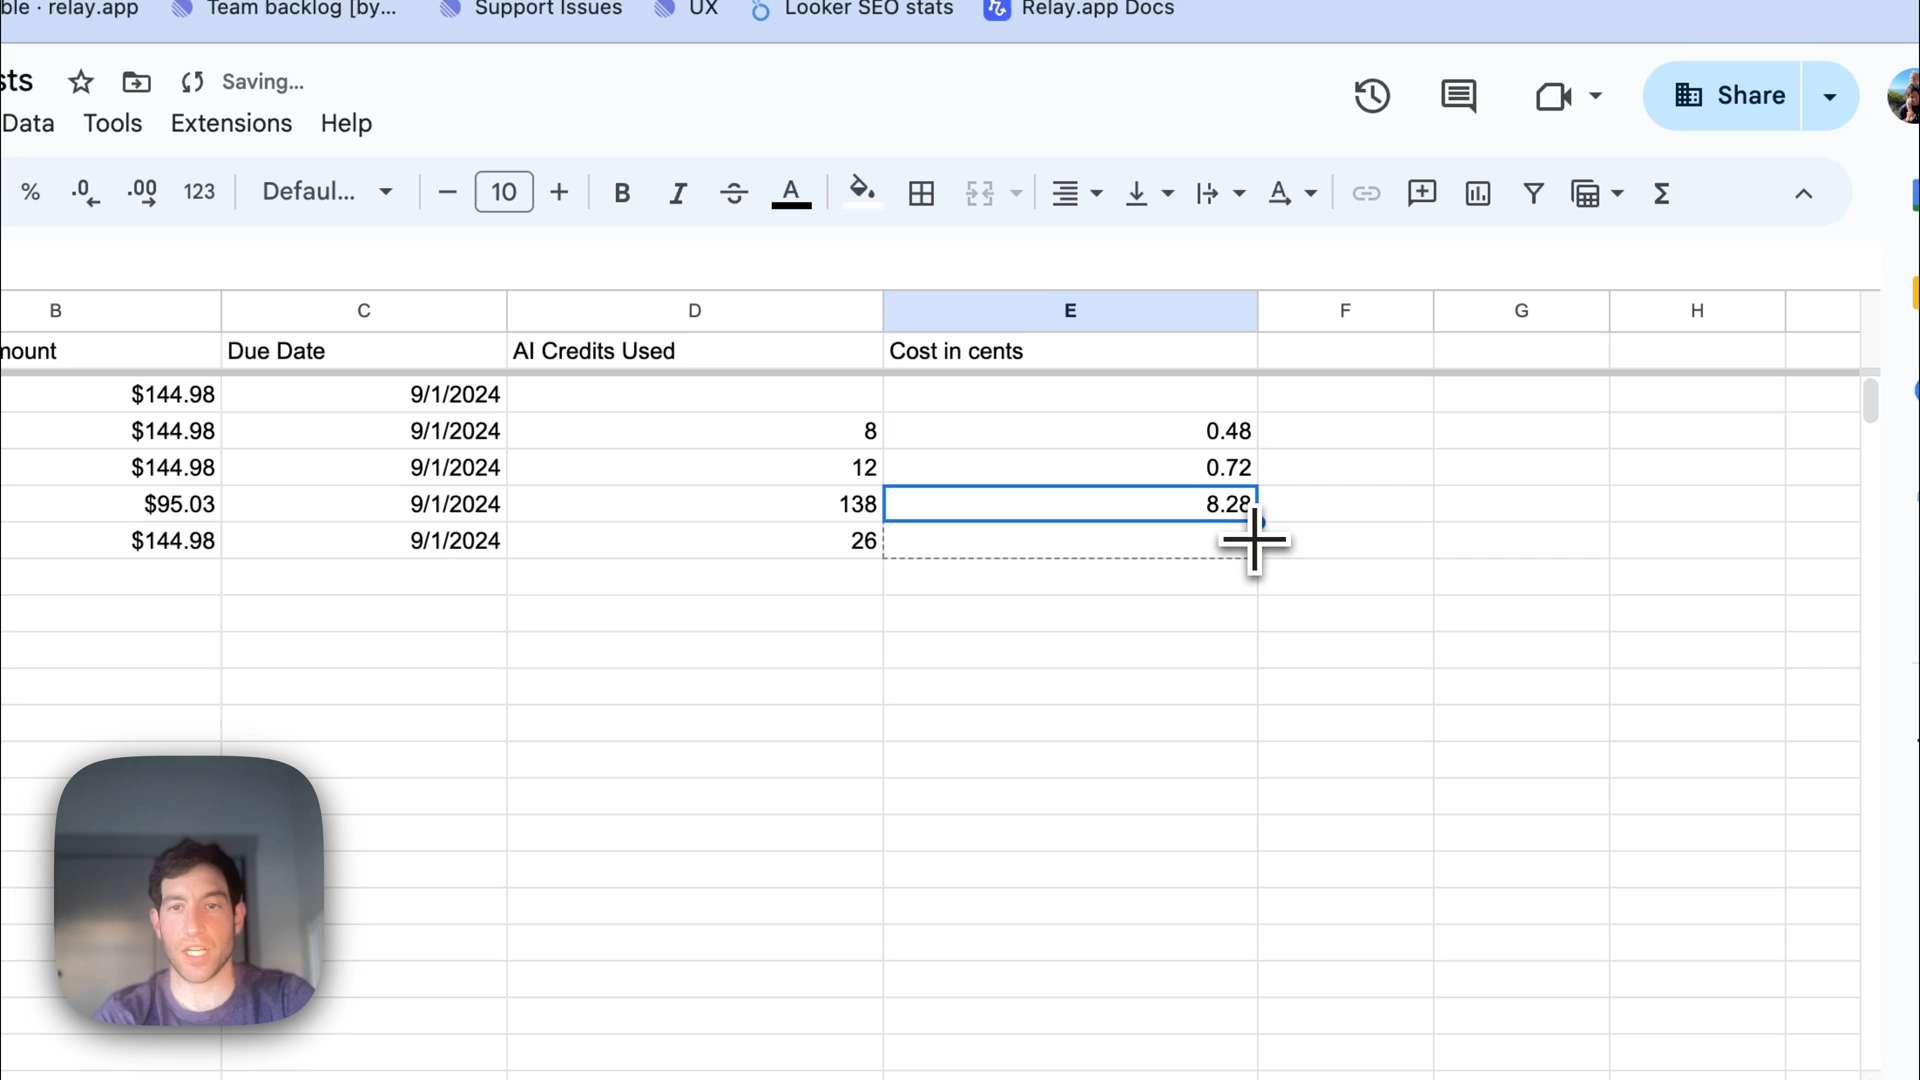 ble · relay.app Team backlog [by... Support Issues UX Looker SEO stats Relay.app Docs
sts Saving...
Share
Data Tools Extensions Help
% .0 .00 123 Defaul... 10 B I S A A Σ
B C D E F G H
mount Due Date AI Credits Used Cost in cents
$144.98 9/1/2024
$144.98 9/1/2024 8 0.48
$144.98 9/1/2024 12 0.72
$95.03 9/1/2024 138 8.28
$144.98 9/1/2024 26